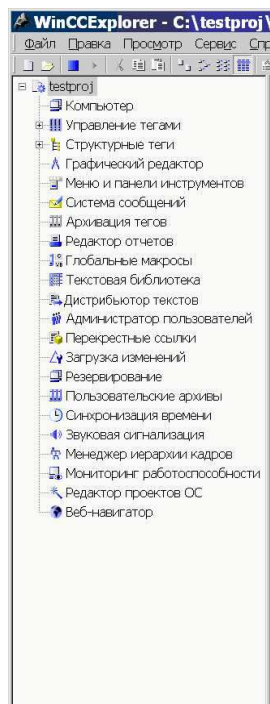 WinCCExplorer - C:\testproj\
Файл Правка Просмотр Сервис Спр
testproj
Компьютер
Управление тегами
Структурные теги
Графический редактор
Меню и панели инструментов
Система сообщений
Архивация тегов
Редактор отчетов
Глобальные макросы
Текстовая библиотека
Дистрибьютор текстов
Администратор пользователей
Перекрестные ссылки
Загрузка изменений
Резервирование
Пользовательские архивы
Синхронизация времени
Звуковая сигнализация
Менеджер иерархии кадров
Мониторинг работоспособности
Редактор проектов ОС
Веб-навигатор